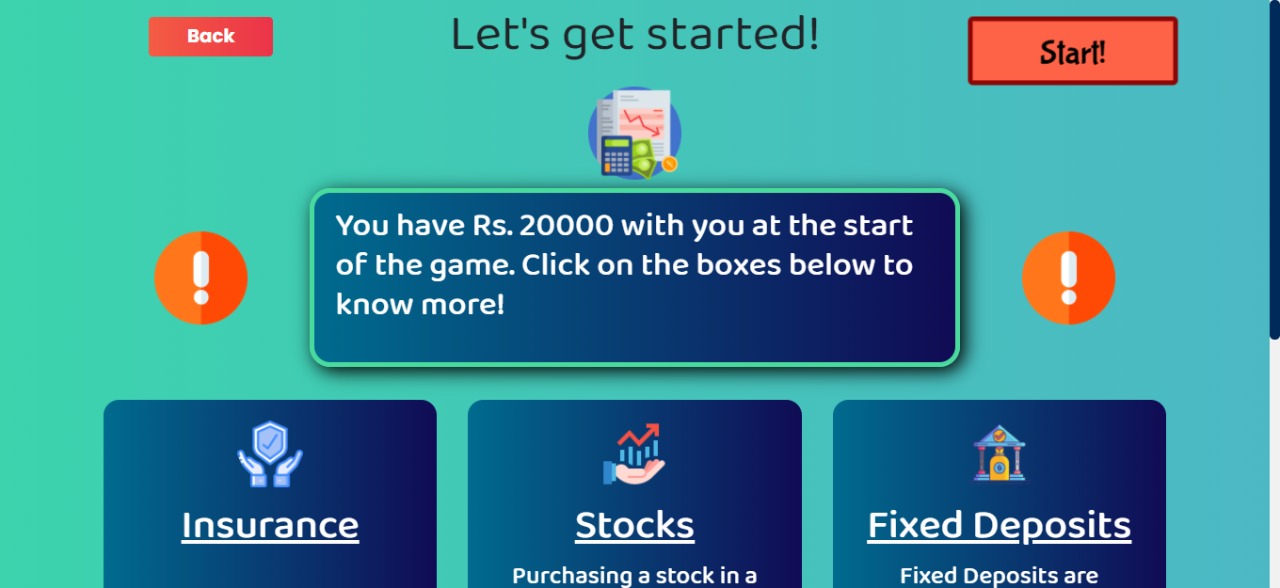 Back
Let's get started!
Start!
You have Rs. 20000 with you at the start
of the game. Click on the boxes below to
know more!
Insurance
Stocks
Fixed Deposits
Purchasing a stock in a
Fixed Deposits are